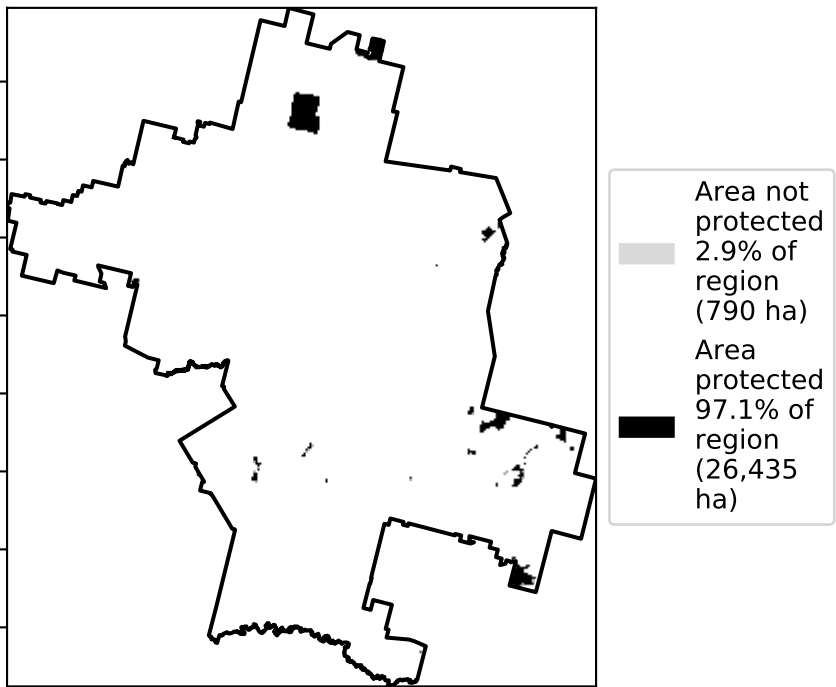 Area not
protected
2.9% of
region
(790 ha)
Area
protected
97.1% of
region
(26,435
ha)